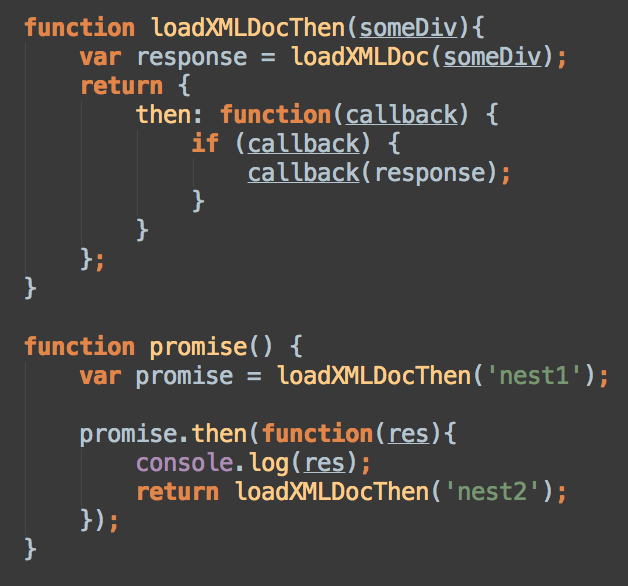 function loadXMLDocThen(someDiv){
    var response = loadXMLDoc(someDiv);
    return {
        then: function(callback) {
            if (callback) {
                callback(response);
            }
        }
    };
}

function promise() {
    var promise = loadXMLDocThen('nest1');

    promise.then(function(res){
        console.log(res);
        return loadXMLDocThen('nest2');
    });
}